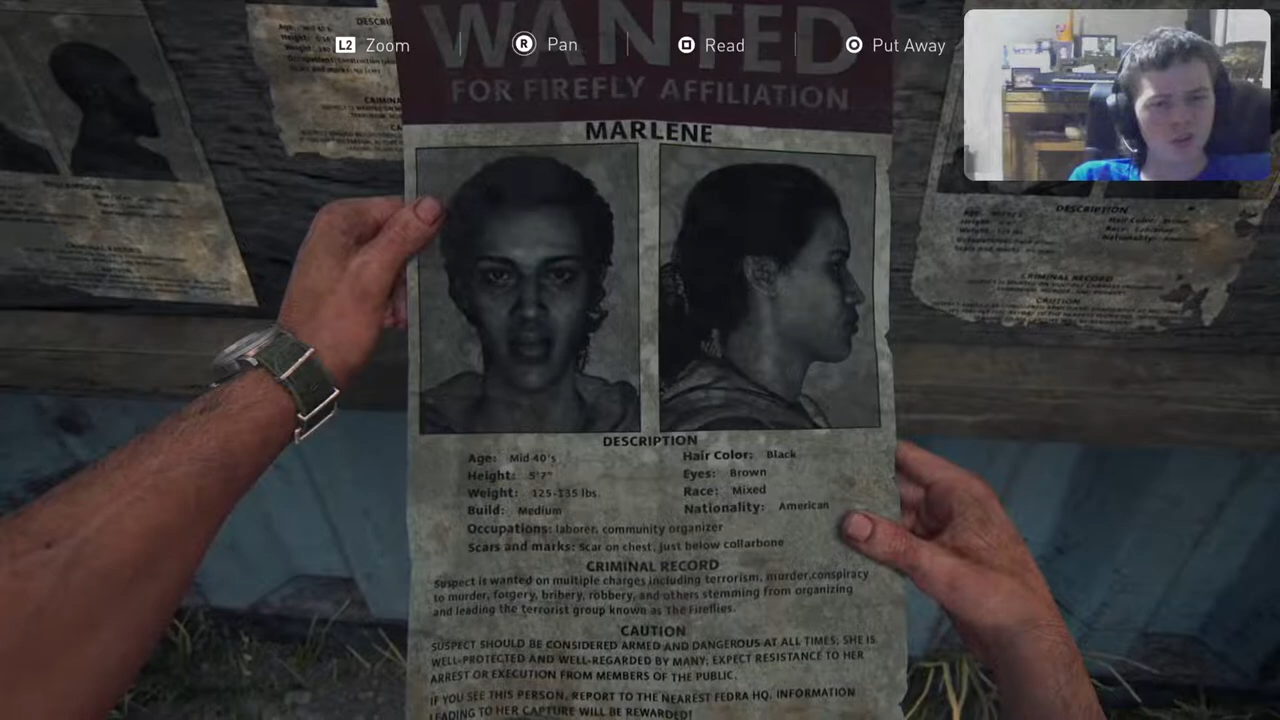 L2 Zoom R Pan Read Put Away
WANTED
FOR FIREFLY AFFILIATION
MARLENE
DESCRIPTION
Age: Mid 40's Hair Color: Black
Height: 5'7" Eyes: Brown
Weight: 125-135 lbs. Race: Mixed
Build: Medium Nationality: American
Occupations: laborer, community organizer
Scars and marks: Scar on chest, just below collarbone
CRIMINAL RECORD
Suspect is wanted on multiple charges including terrorism, murder,conspiracy
to murder, forgery, bribery, robbery, and others stemming from organizing
and leading the terrorist group known as The Fireflies.
CAUTION
SUSPECT SHOULD BE CONSIDERED ARMED AND DANGEROUS AT ALL TIMES; SHE IS
WELL-PROTECTED AND WELL-REGARDED BY MANY; EXPECT RESISTANCE TO HER
ARREST OR EXECUTION FROM MEMBERS OF THE PUBLIC.
IF YOU SEE THIS PERSON, REPORT TO THE NEAREST FEDRA HQ. INFORMATION
LEADING TO HER CAPTURE WILL BE REWARDED!
DESCRIPTION
CRIMINAL RECORD
CAUTION